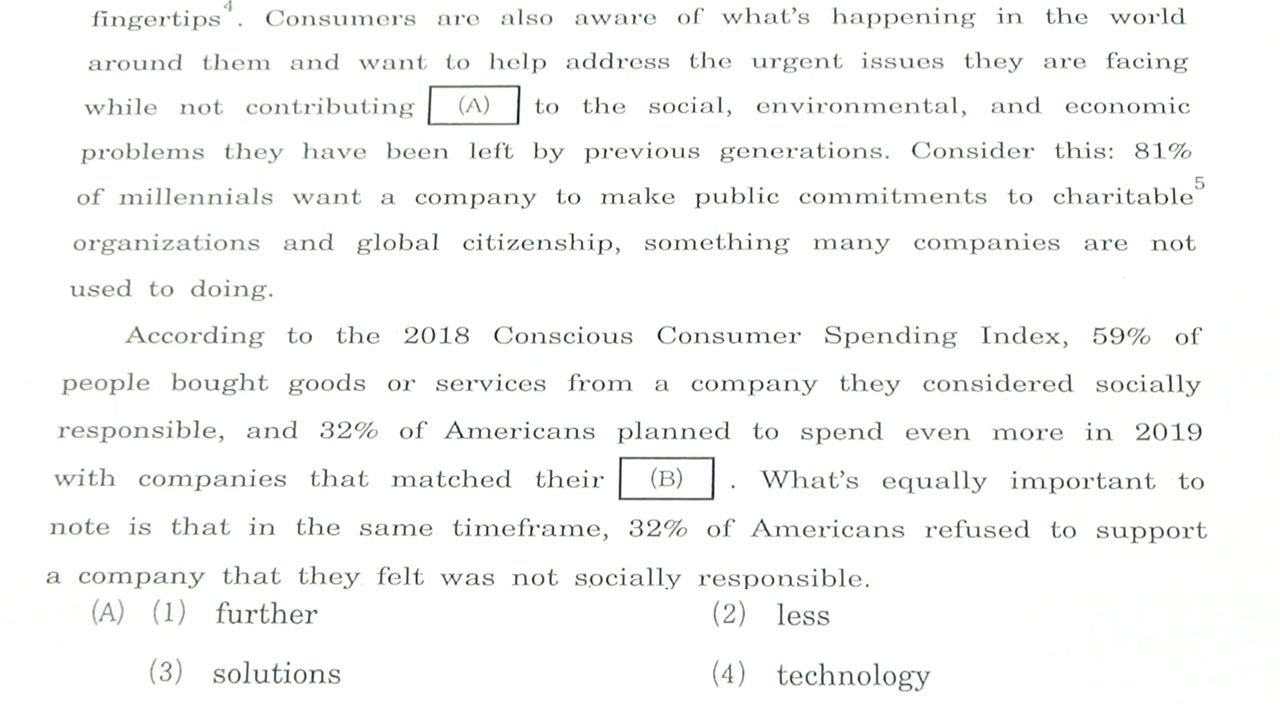 fingertips⁴. Consumers are also aware of what's happening in the world
around them and want to help address the urgent issues they are facing
while not contributing (A) to the social, environmental, and economic
problems they have been left by previous generations. Consider this: 81%
of millennials want a company to make public commitments to charitable⁵
organizations and global citizenship, something many companies are not
used to doing.
According to the 2018 Conscious Consumer Spending Index, 59% of
people bought goods or services from a company they considered socially
responsible, and 32% of Americans planned to spend even more in 2019
with companies that matched their (B) . What's equally important to
note is that in the same timeframe, 32% of Americans refused to support
a company that they felt was not socially responsible.
(A) (1) further (2) less
(3) solutions (4) technology